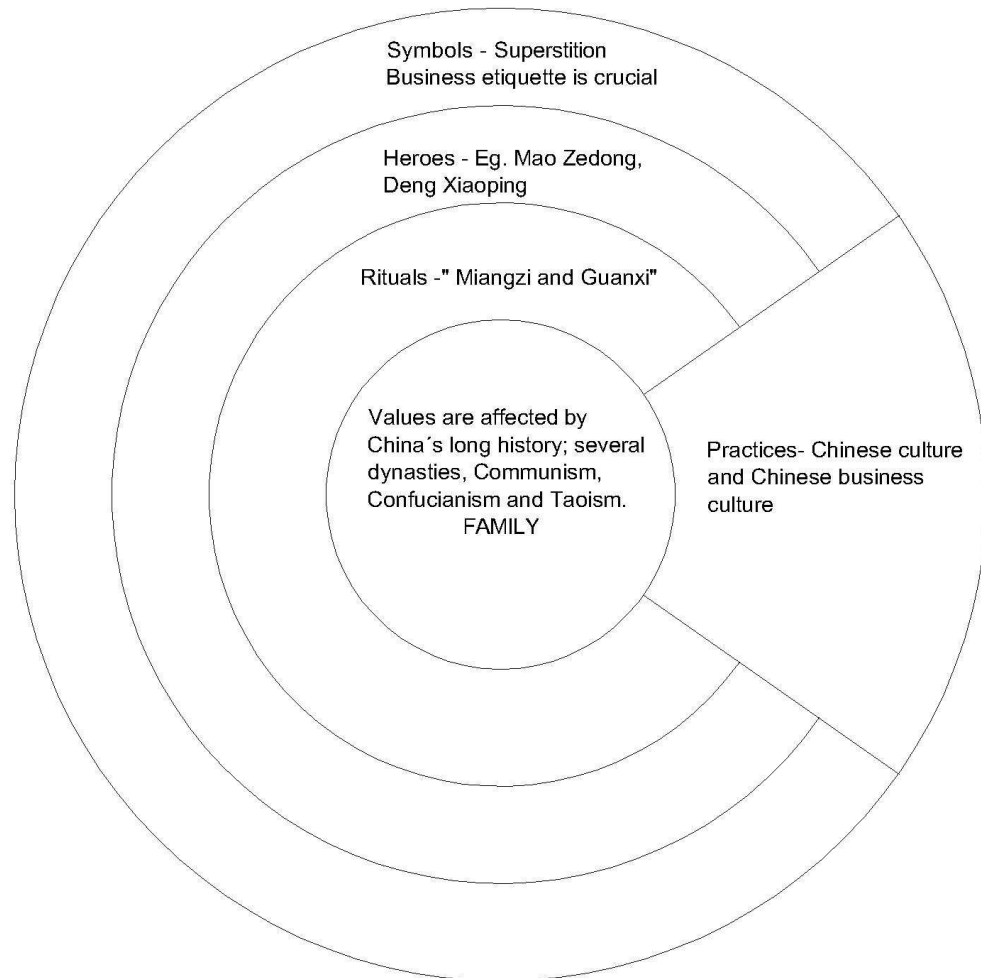 Symbols - Superstition
Business etiquette is crucial
Heroes - Eg. Mao Zedong,
Deng Xiaoping
Rituals -" Miangzi and Guanxi"
Values are affected by
China´s long history; several
dynasties, Communism,
Confucianism and Taoism.
FAMILY
Practices- Chinese culture
and Chinese business
culture